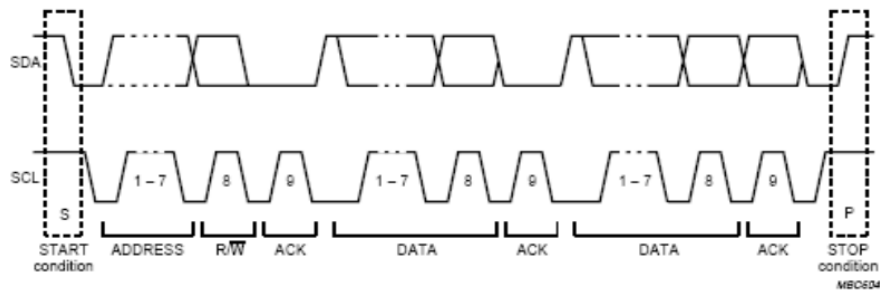 SDA
SCL
1 – 7 8 9 1 – 7 8 9 1 – 7 8 9
S P
START condition ADDRESS R/W̅ ACK DATA ACK DATA ACK STOP condition
MBC604